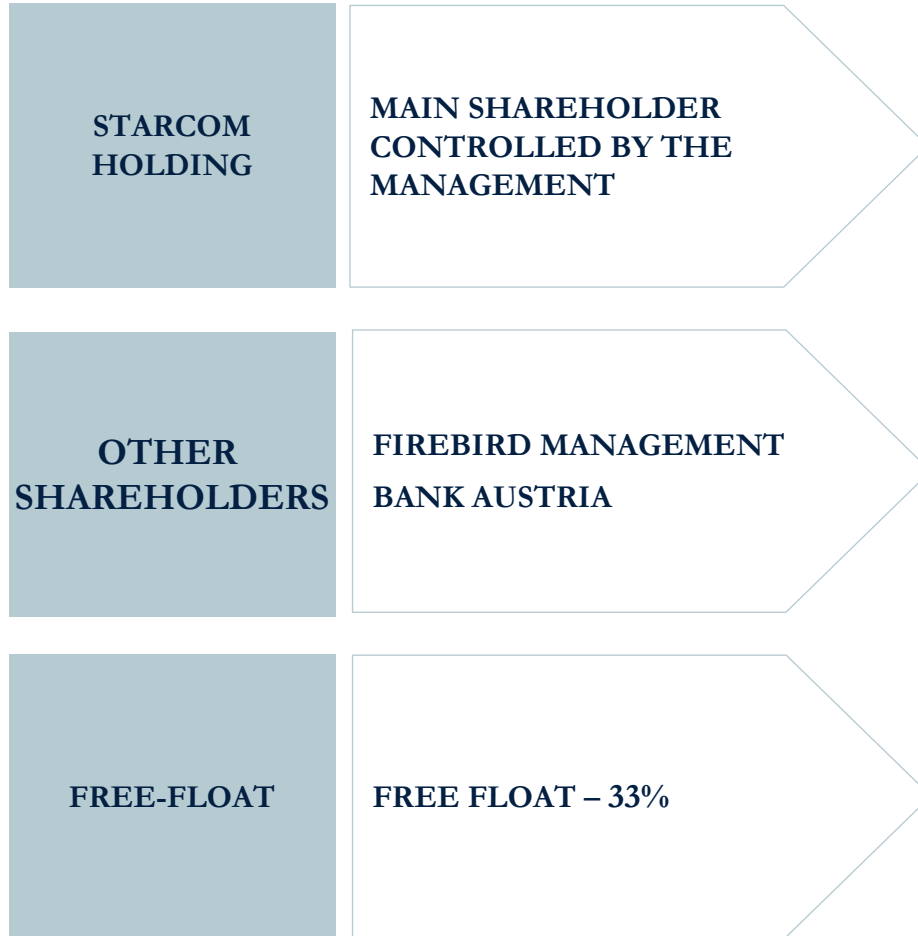 STARCOM
HOLDING
MAIN SHAREHOLDER
CONTROLLED BY THE
MANAGEMENT
OTHER
SHAREHOLDERS
FIREBIRD MANAGEMENT
BANK AUSTRIA
FREE-FLOAT
FREE FLOAT – 33%